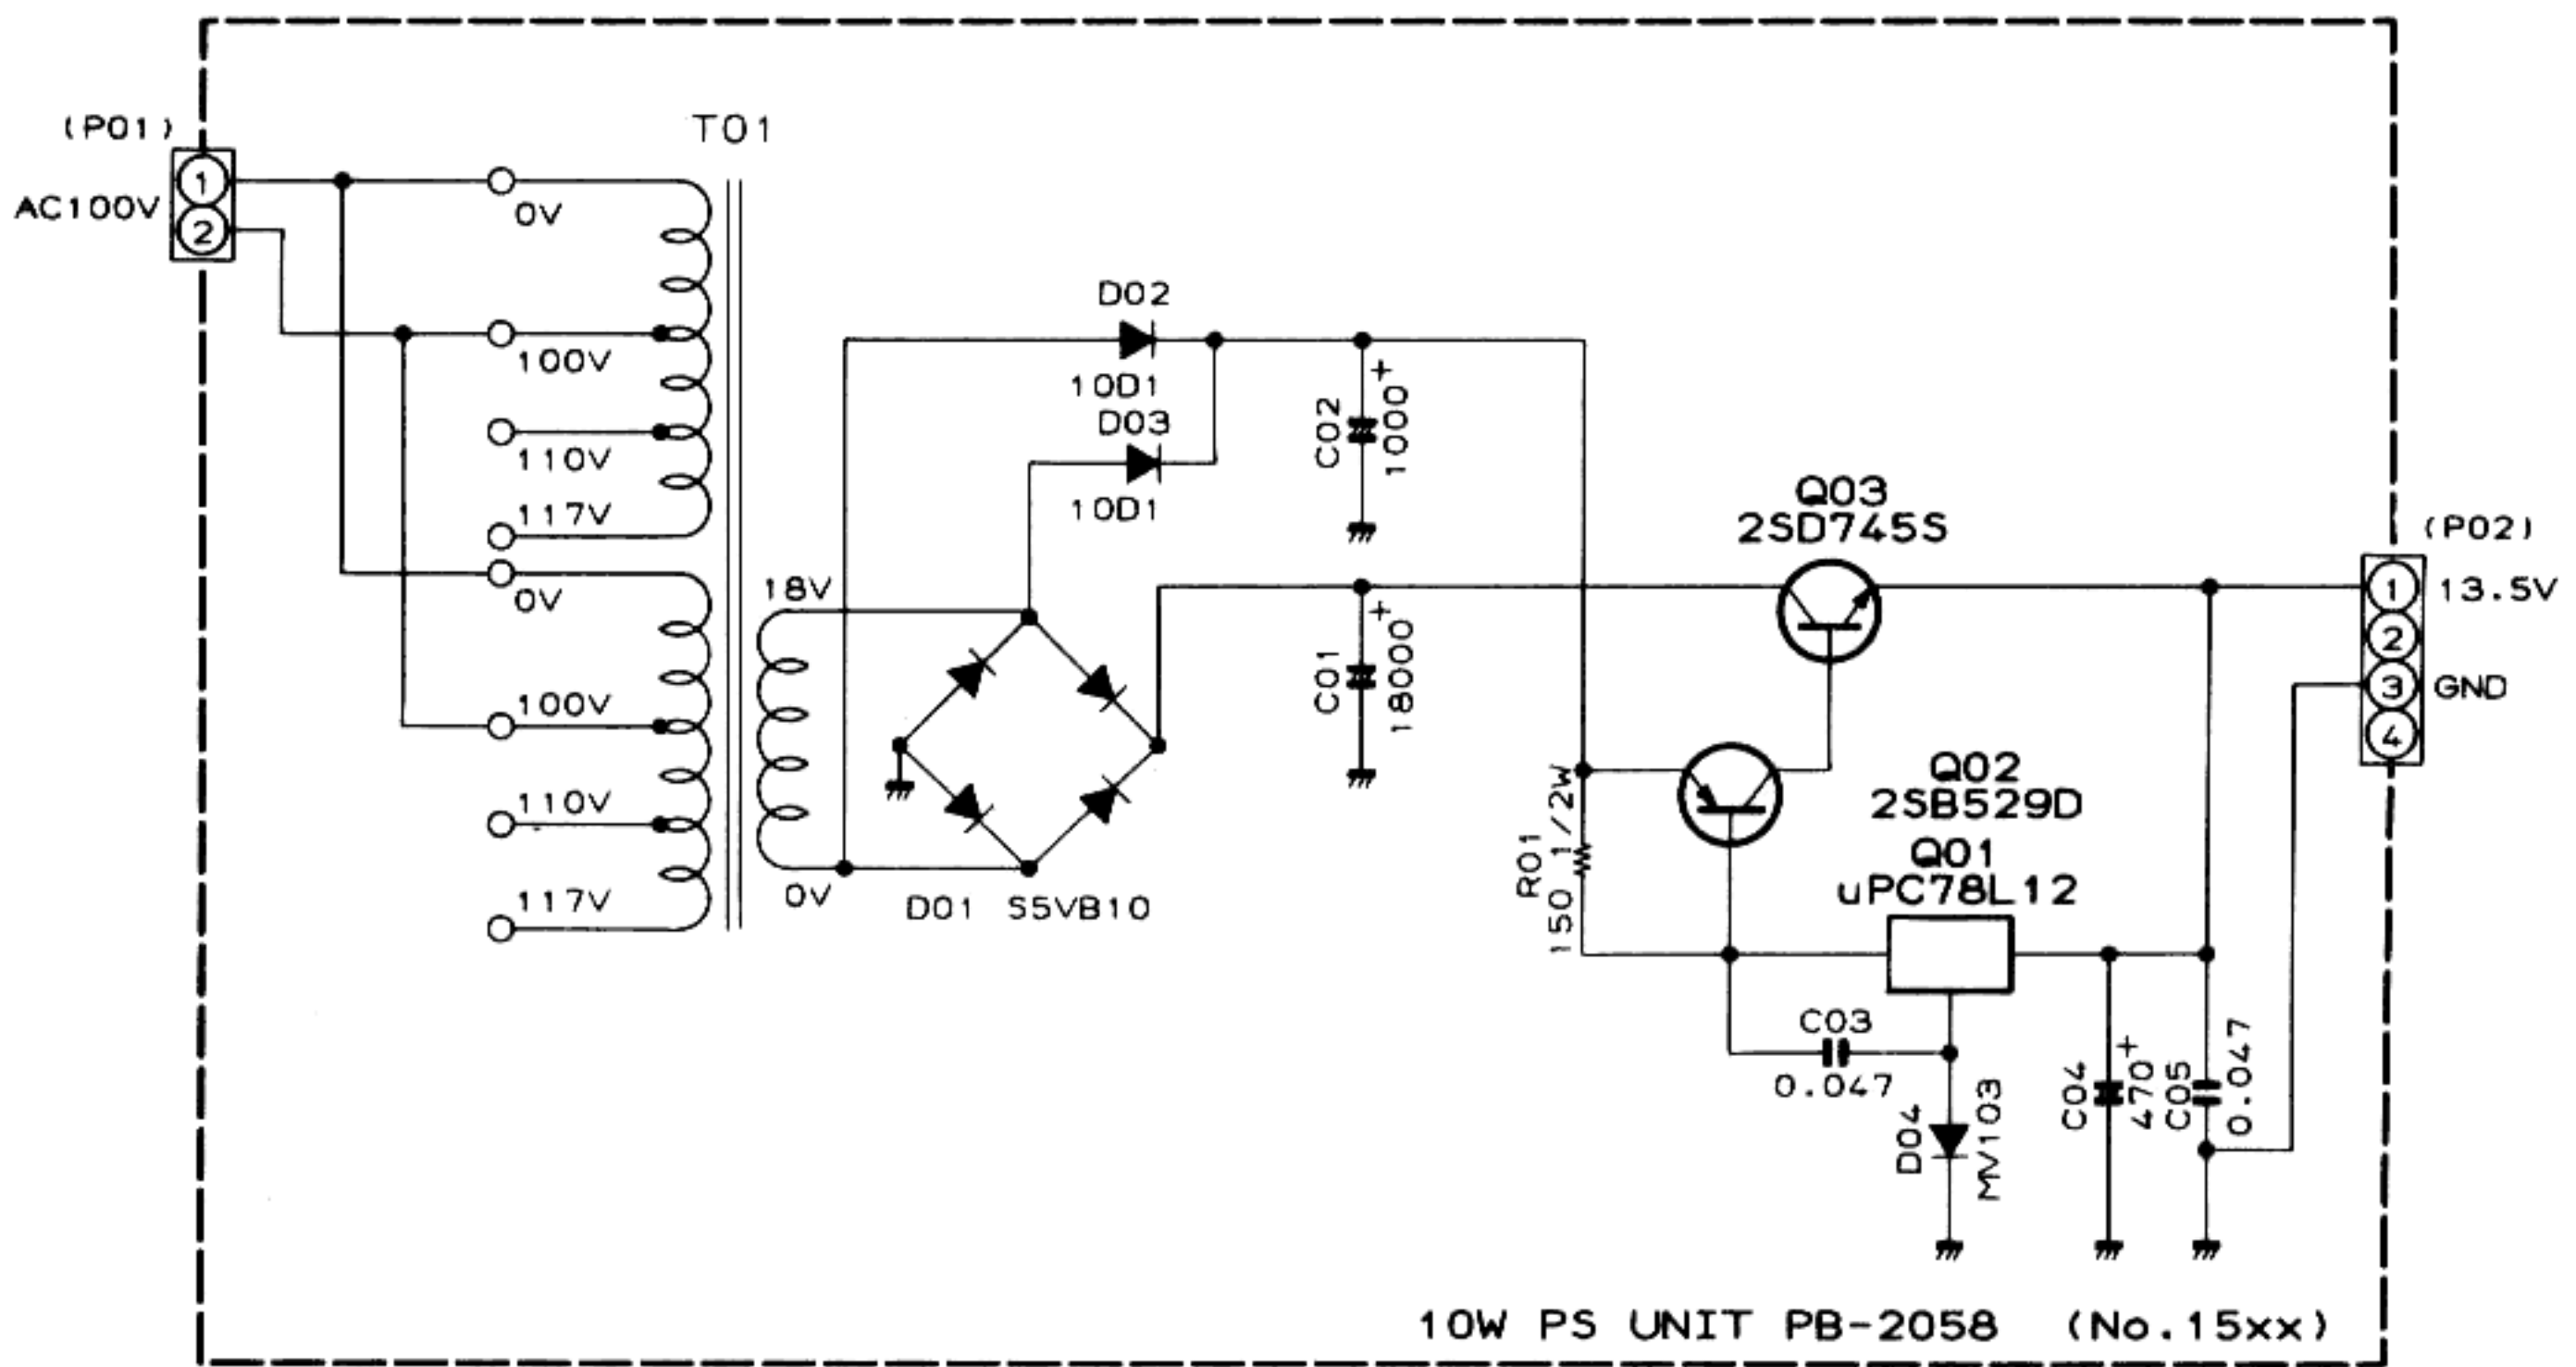 (P01)
1
AC100V
2
T01
0V
100V
110V
117V
0V
100V
110V
117V
18V
0V
D02
10D1
D03
10D1
D01 S5VB10
C02
1000
+
C01
18000
+
Q03
2SD745S
Q02
2SB529D
Q01
uPC78L12
R01
150 1/2W
C03
0.047
D04
MV103
C04
470
+
C05
0.047
(P02)
1
13.5V
2
3
GND
4
10W PS UNIT PB-2058 (No.15xx)